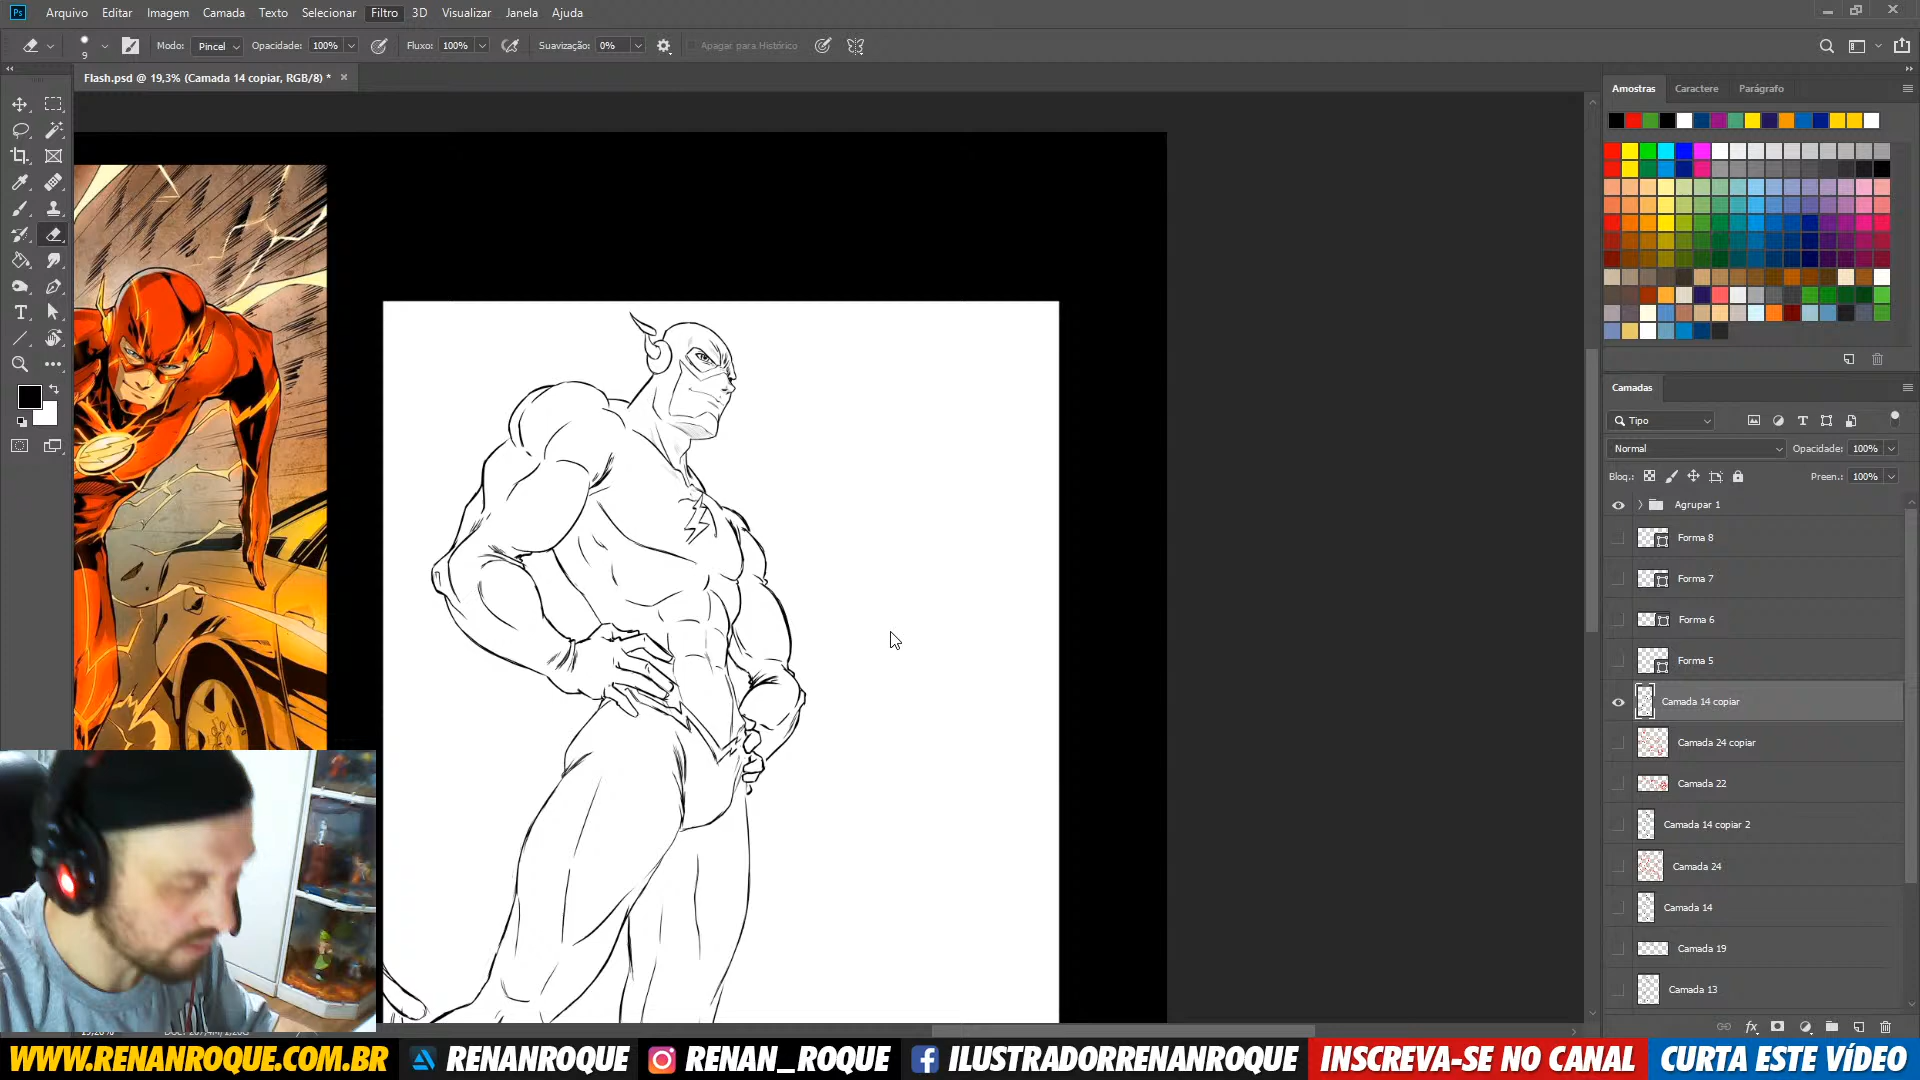 Ps Arquivo Editar Imagem Camada Texto Selecionar Filtro 3D Visualizar Janela Ajuda
9 Modo: Pincel Opacidade: 100% Fluxo: 100% Suavização: 0% Apagar para Histórico
Flash.psd @ 19,3% (Camada 14 copiar, RGB/8) * ×
Amostras Caractere Parágrafo
Camadas
Tipo
Normal Opacidade: 100%
Bloq.: Preen.: 100%
Agrupar 1
Forma 8
Forma 7
Forma 6
Forma 5
Camada 14 copiar
Camada 24 copiar
Camada 22
Camada 14 copiar 2
Camada 24
Camada 14
Camada 19
Camada 13
fx
WWW.RENANROQUE.COM.BR RENANROQUE RENAN_ROQUE ILUSTRADORRENANROQUE INSCREVA-SE NO CANAL CURTA ESTE VÍDEO